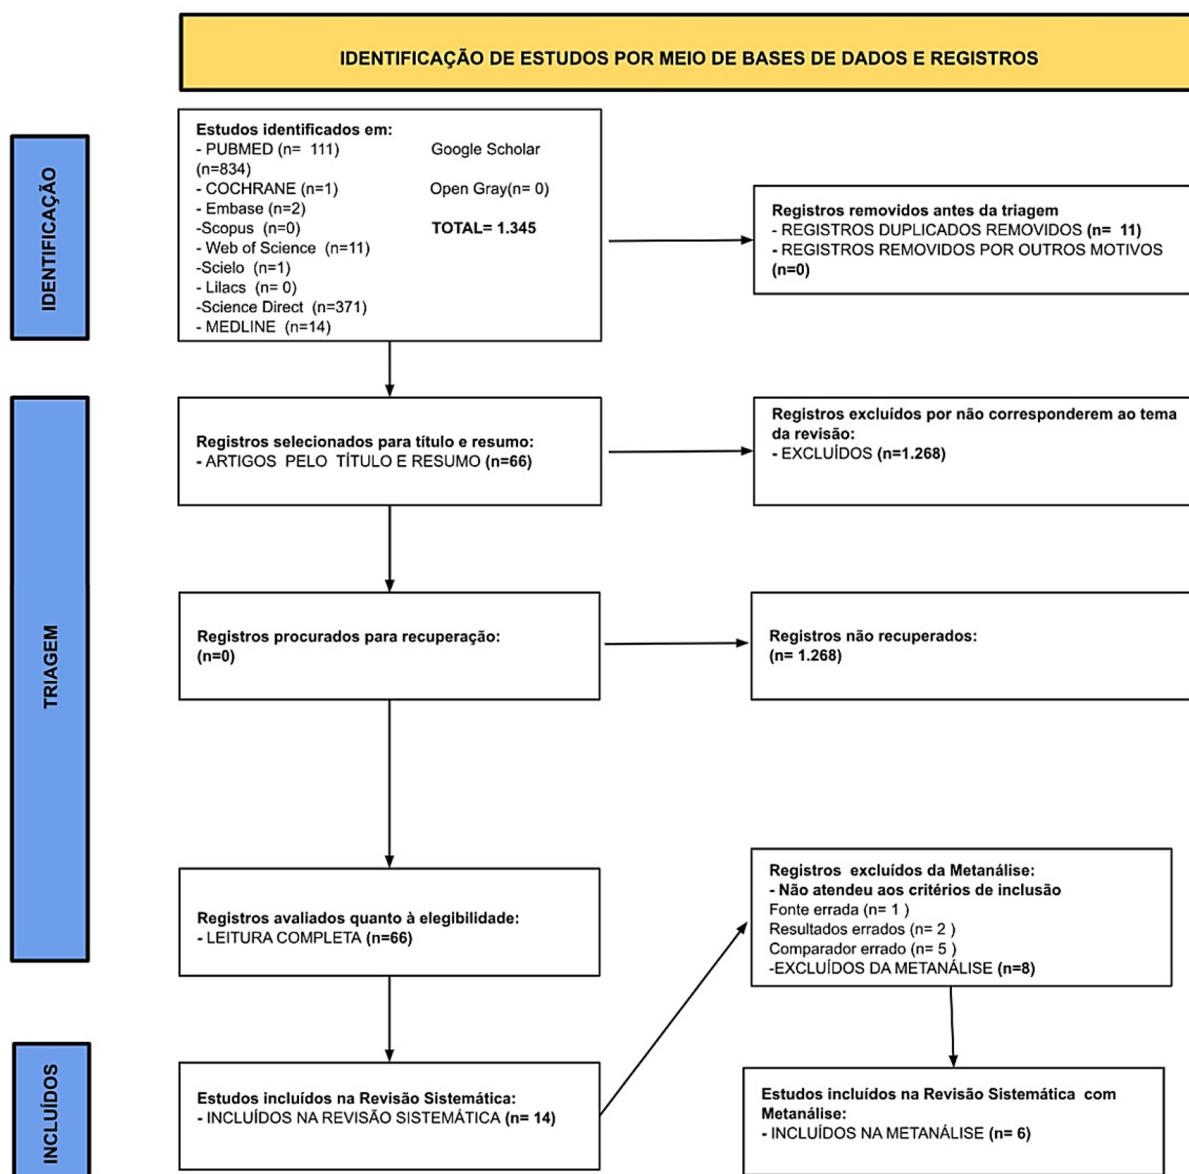 IDENTIFICAÇÃO DE ESTUDOS POR MEIO DE BASES DE DADOS E REGISTROS
IDENTIFICAÇÃO
Estudos identificados em:
- PUBMED (n=  111) Google Scholar
(n=834)
- COCHRANE (n=1) Open Gray(n= 0)
- Embase (n=2)
-Scopus  (n=0) TOTAL= 1.345
- Web of Science  (n=11)
-Scielo  (n=1)
- Lilacs  (n= 0)
-Science Direct  (n=371)
- MEDLINE  (n=14)
Registros removidos antes da triagem
- REGISTROS DUPLICADOS REMOVIDOS (n=  11)
- REGISTROS REMOVIDOS POR OUTROS MOTIVOS
(n=0)
TRIAGEM
Registros selecionados para título e resumo:
- ARTIGOS  PELO  TÍTULO E RESUMO (n=66)
Registros excluídos por não corresponderem ao tema
da revisão:
- EXCLUÍDOS (n=1.268)
Registros procurados para recuperação:
(n=0)
Registros não recuperados:
(n= 1.268)
Registros avaliados quanto à elegibilidade:
- LEITURA COMPLETA (n=66)
Registros  excluídos da Metanálise:
- Não atendeu aos critérios de inclusão
Fonte errada (n= 1 )
Resultados errados (n= 2 )
Comparador errado (n= 5 )
-EXCLUÍDOS DA METANÁLISE (n=8)
INCLUÍDOS
Estudos incluídos na Revisão Sistemática:
- INCLUÍDOS NA REVISÃO SISTEMÁTICA (n= 14)
Estudos incluídos na Revisão Sistemática  com
Metanálise:
- INCLUÍDOS NA METANÁLISE (n= 6)